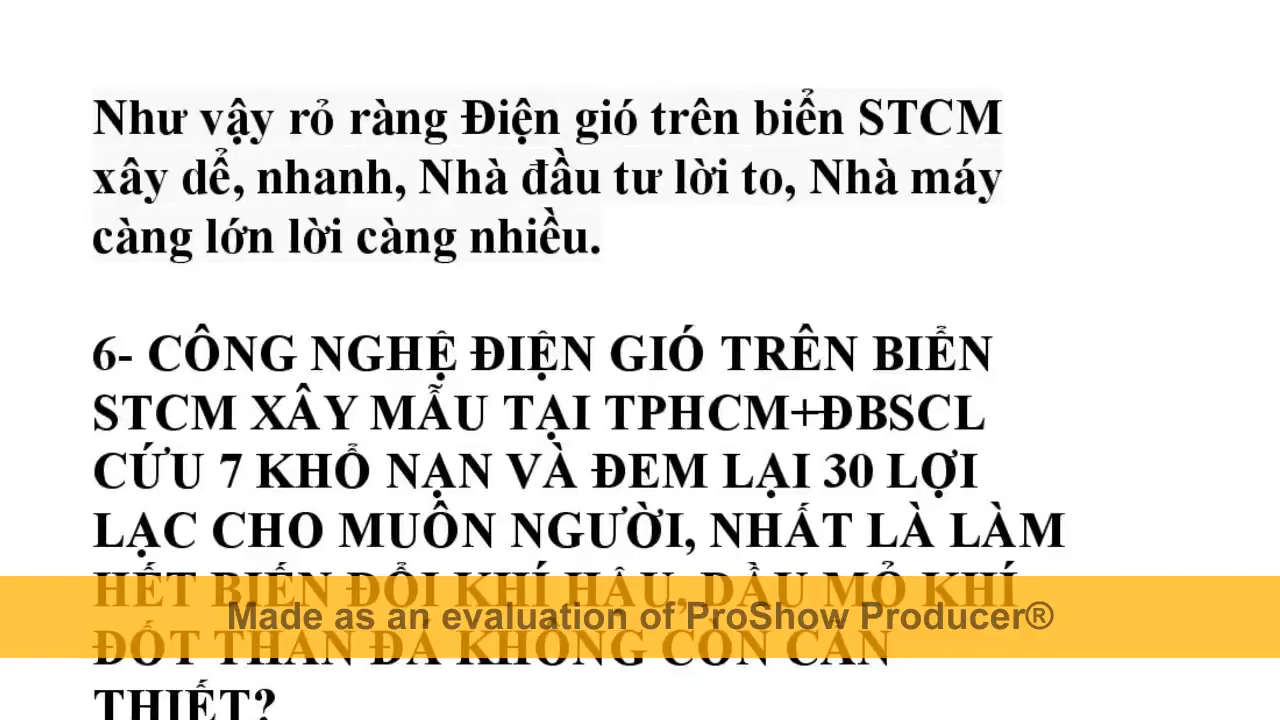 Như vậy rỏ ràng Điện gió trên biển STCM
xây dể, nhanh, Nhà đầu tư lời to, Nhà máy
càng lớn lời càng nhiều.
6- CÔNG NGHỆ ĐIỆN GIÓ TRÊN BIỂN
STCM XÂY MẪU TẠI TPHCM+ĐBSCL
CỨU 7 KHỔ NẠN VÀ ĐEM LẠI 30 LỢI
LẠC CHO MUÔN NGƯỜI, NHẤT LÀ LÀM
HẾT BIẾN ĐỔI KHÍ HẬU, DẦU MỎ KHÍ
Made as an evaluation of ProShow Producer®
ĐỐT THAN ĐÁ KHÔNG CÒN CẦN
THIẾT?